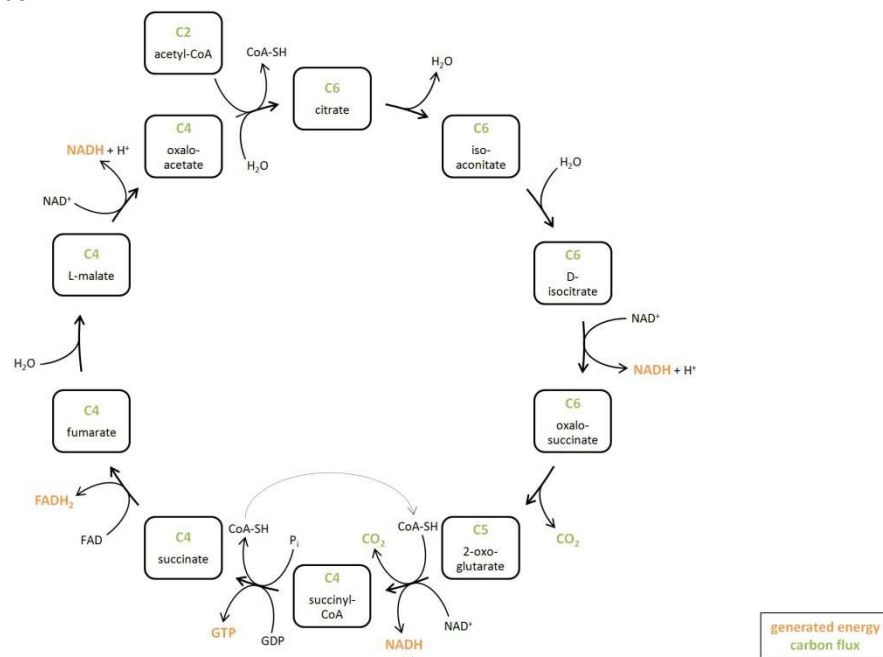 C2
acetyl-CoA
CoA-SH
C6
citrate
H₂O
C4
oxalo-
acetate
H₂O
C6
iso-
aconitate
NADH + H⁺
NAD⁺
H₂O
C4
L-malate
C6
D-
isocitrate
NAD⁺
NADH + H⁺
H₂O
C4
fumarate
C6
oxalo-
succinate
FADH₂
FAD
C4
succinate
CoA-SH
Pᵢ
GTP
GDP
C4
succinyl-
CoA
CO₂
CoA-SH
NADH
NAD⁺
C5
2-oxo-
glutarate
CO₂
generated energy
carbon flux